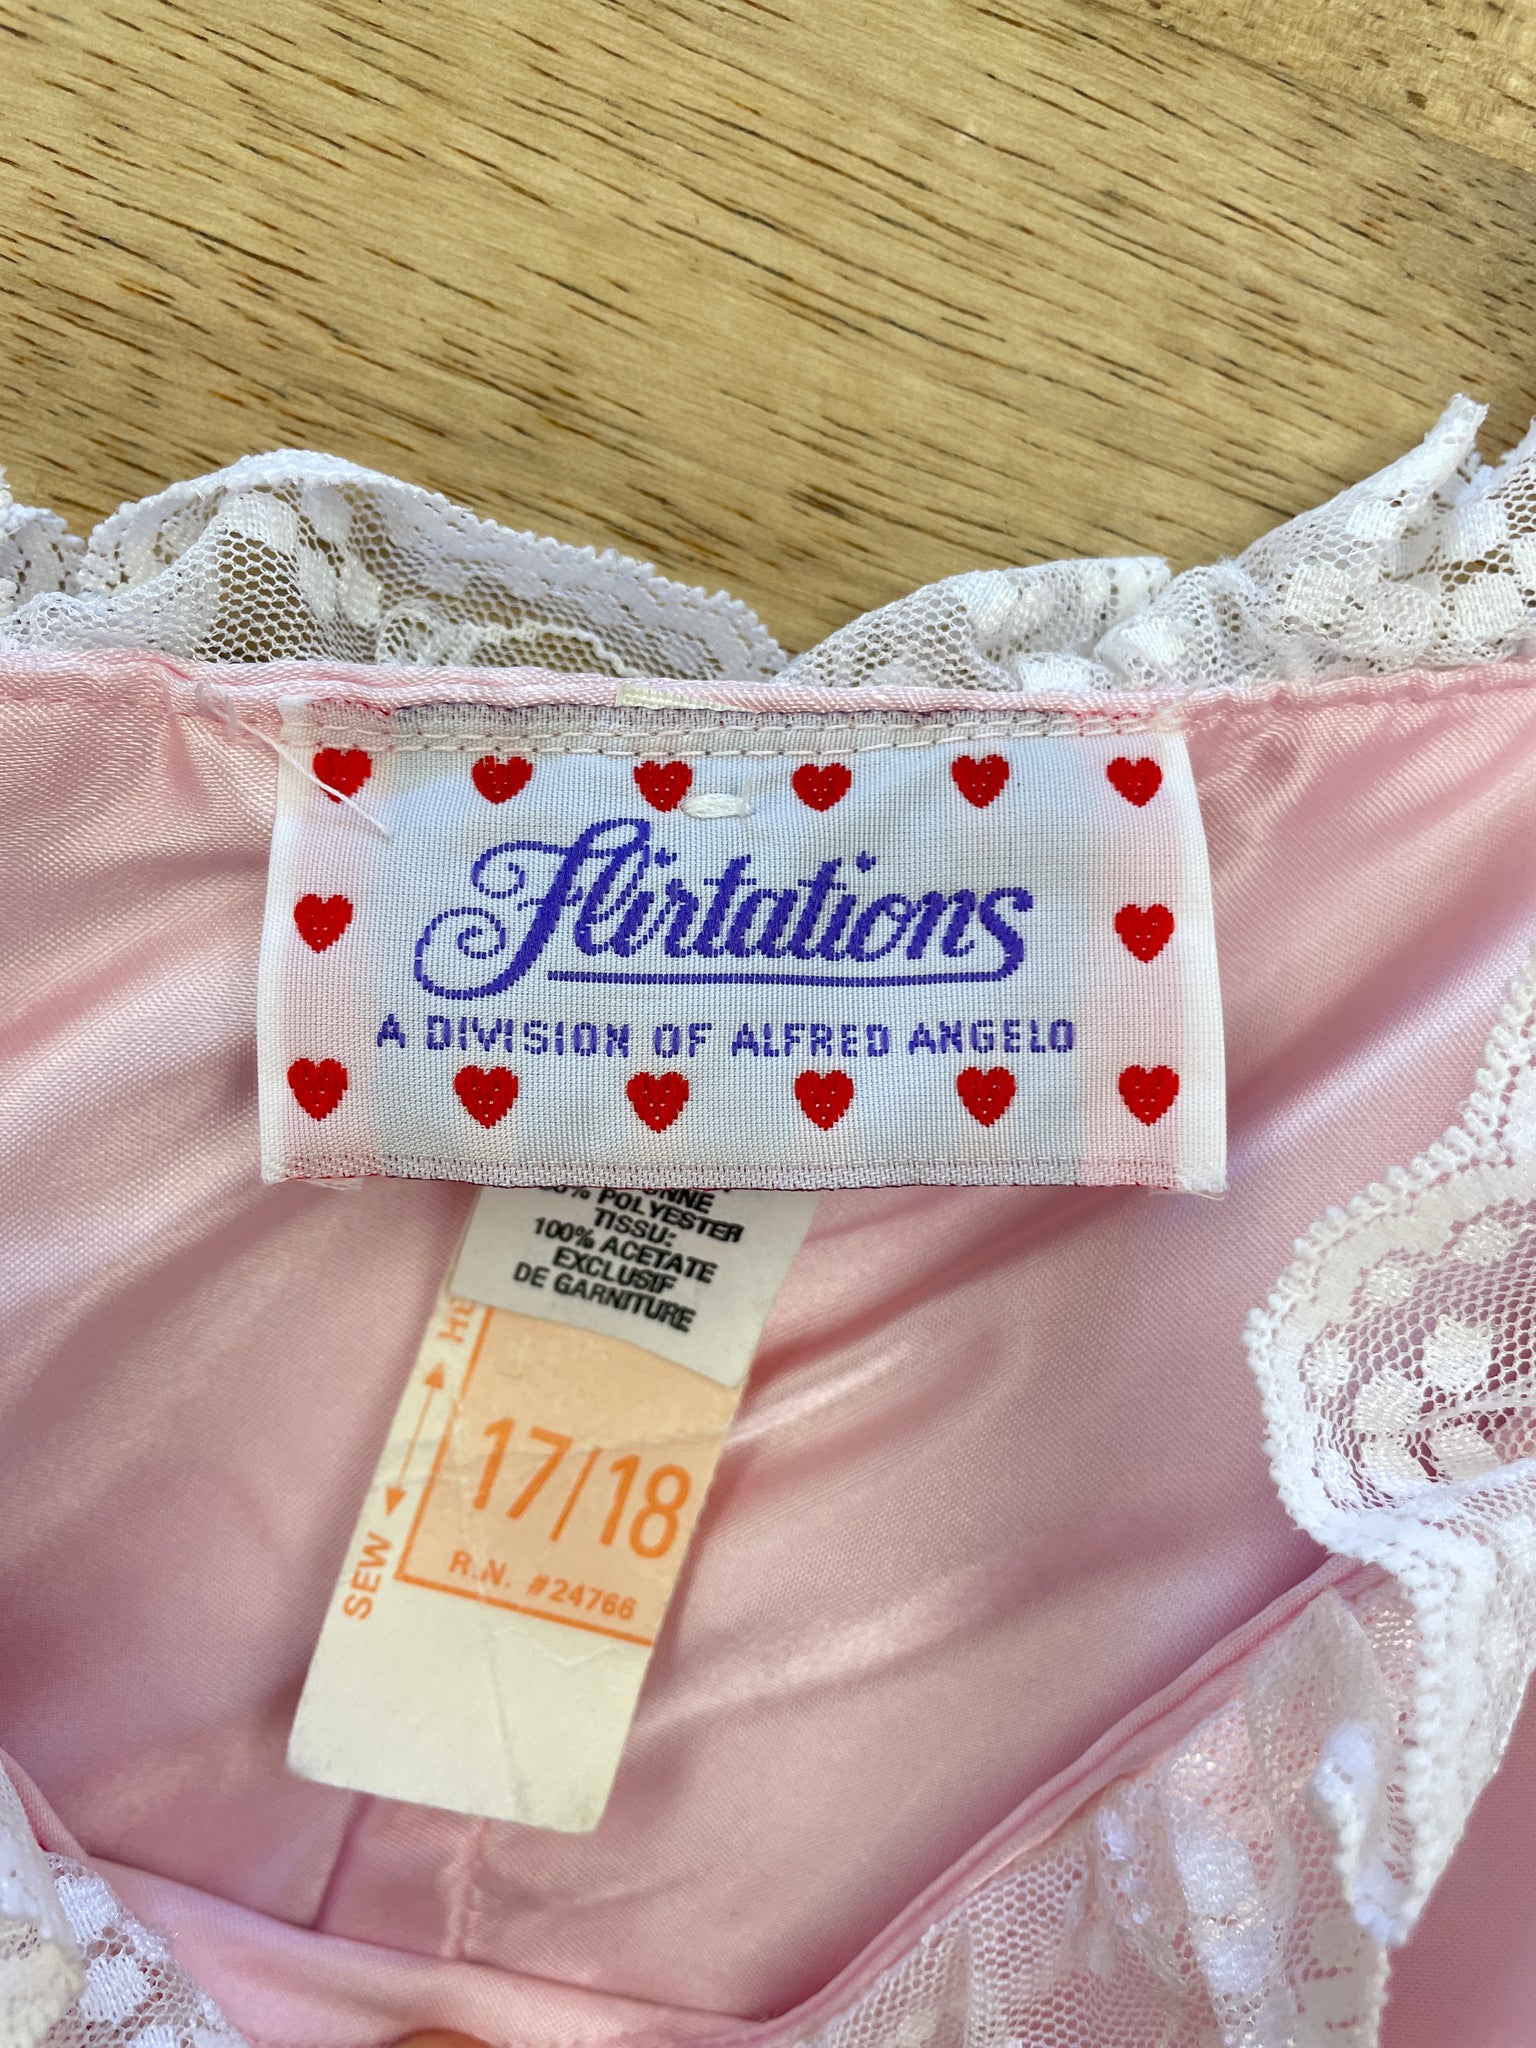 Flirtations
A DIVISION OF ALFRED ANGELO
POLYESTER
TISSU:
100% ACETATE
EXCLUSIF
DE GARNITURE
17/18
R.N. #24766
SEW